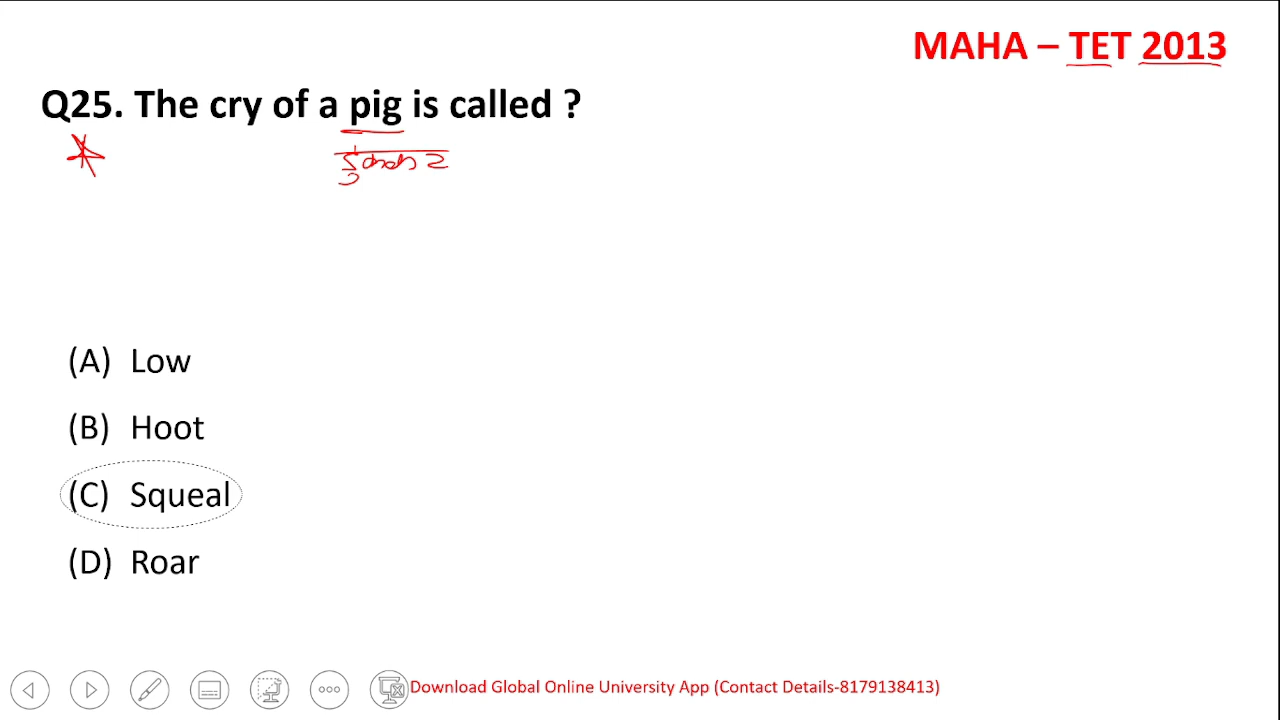 MAHA – TET 2013
Q25. The cry of a pig is called ?
(A) Low
(B) Hoot
(C) Squeal
(D) Roar
Download Global Online University App (Contact Details-8179138413)